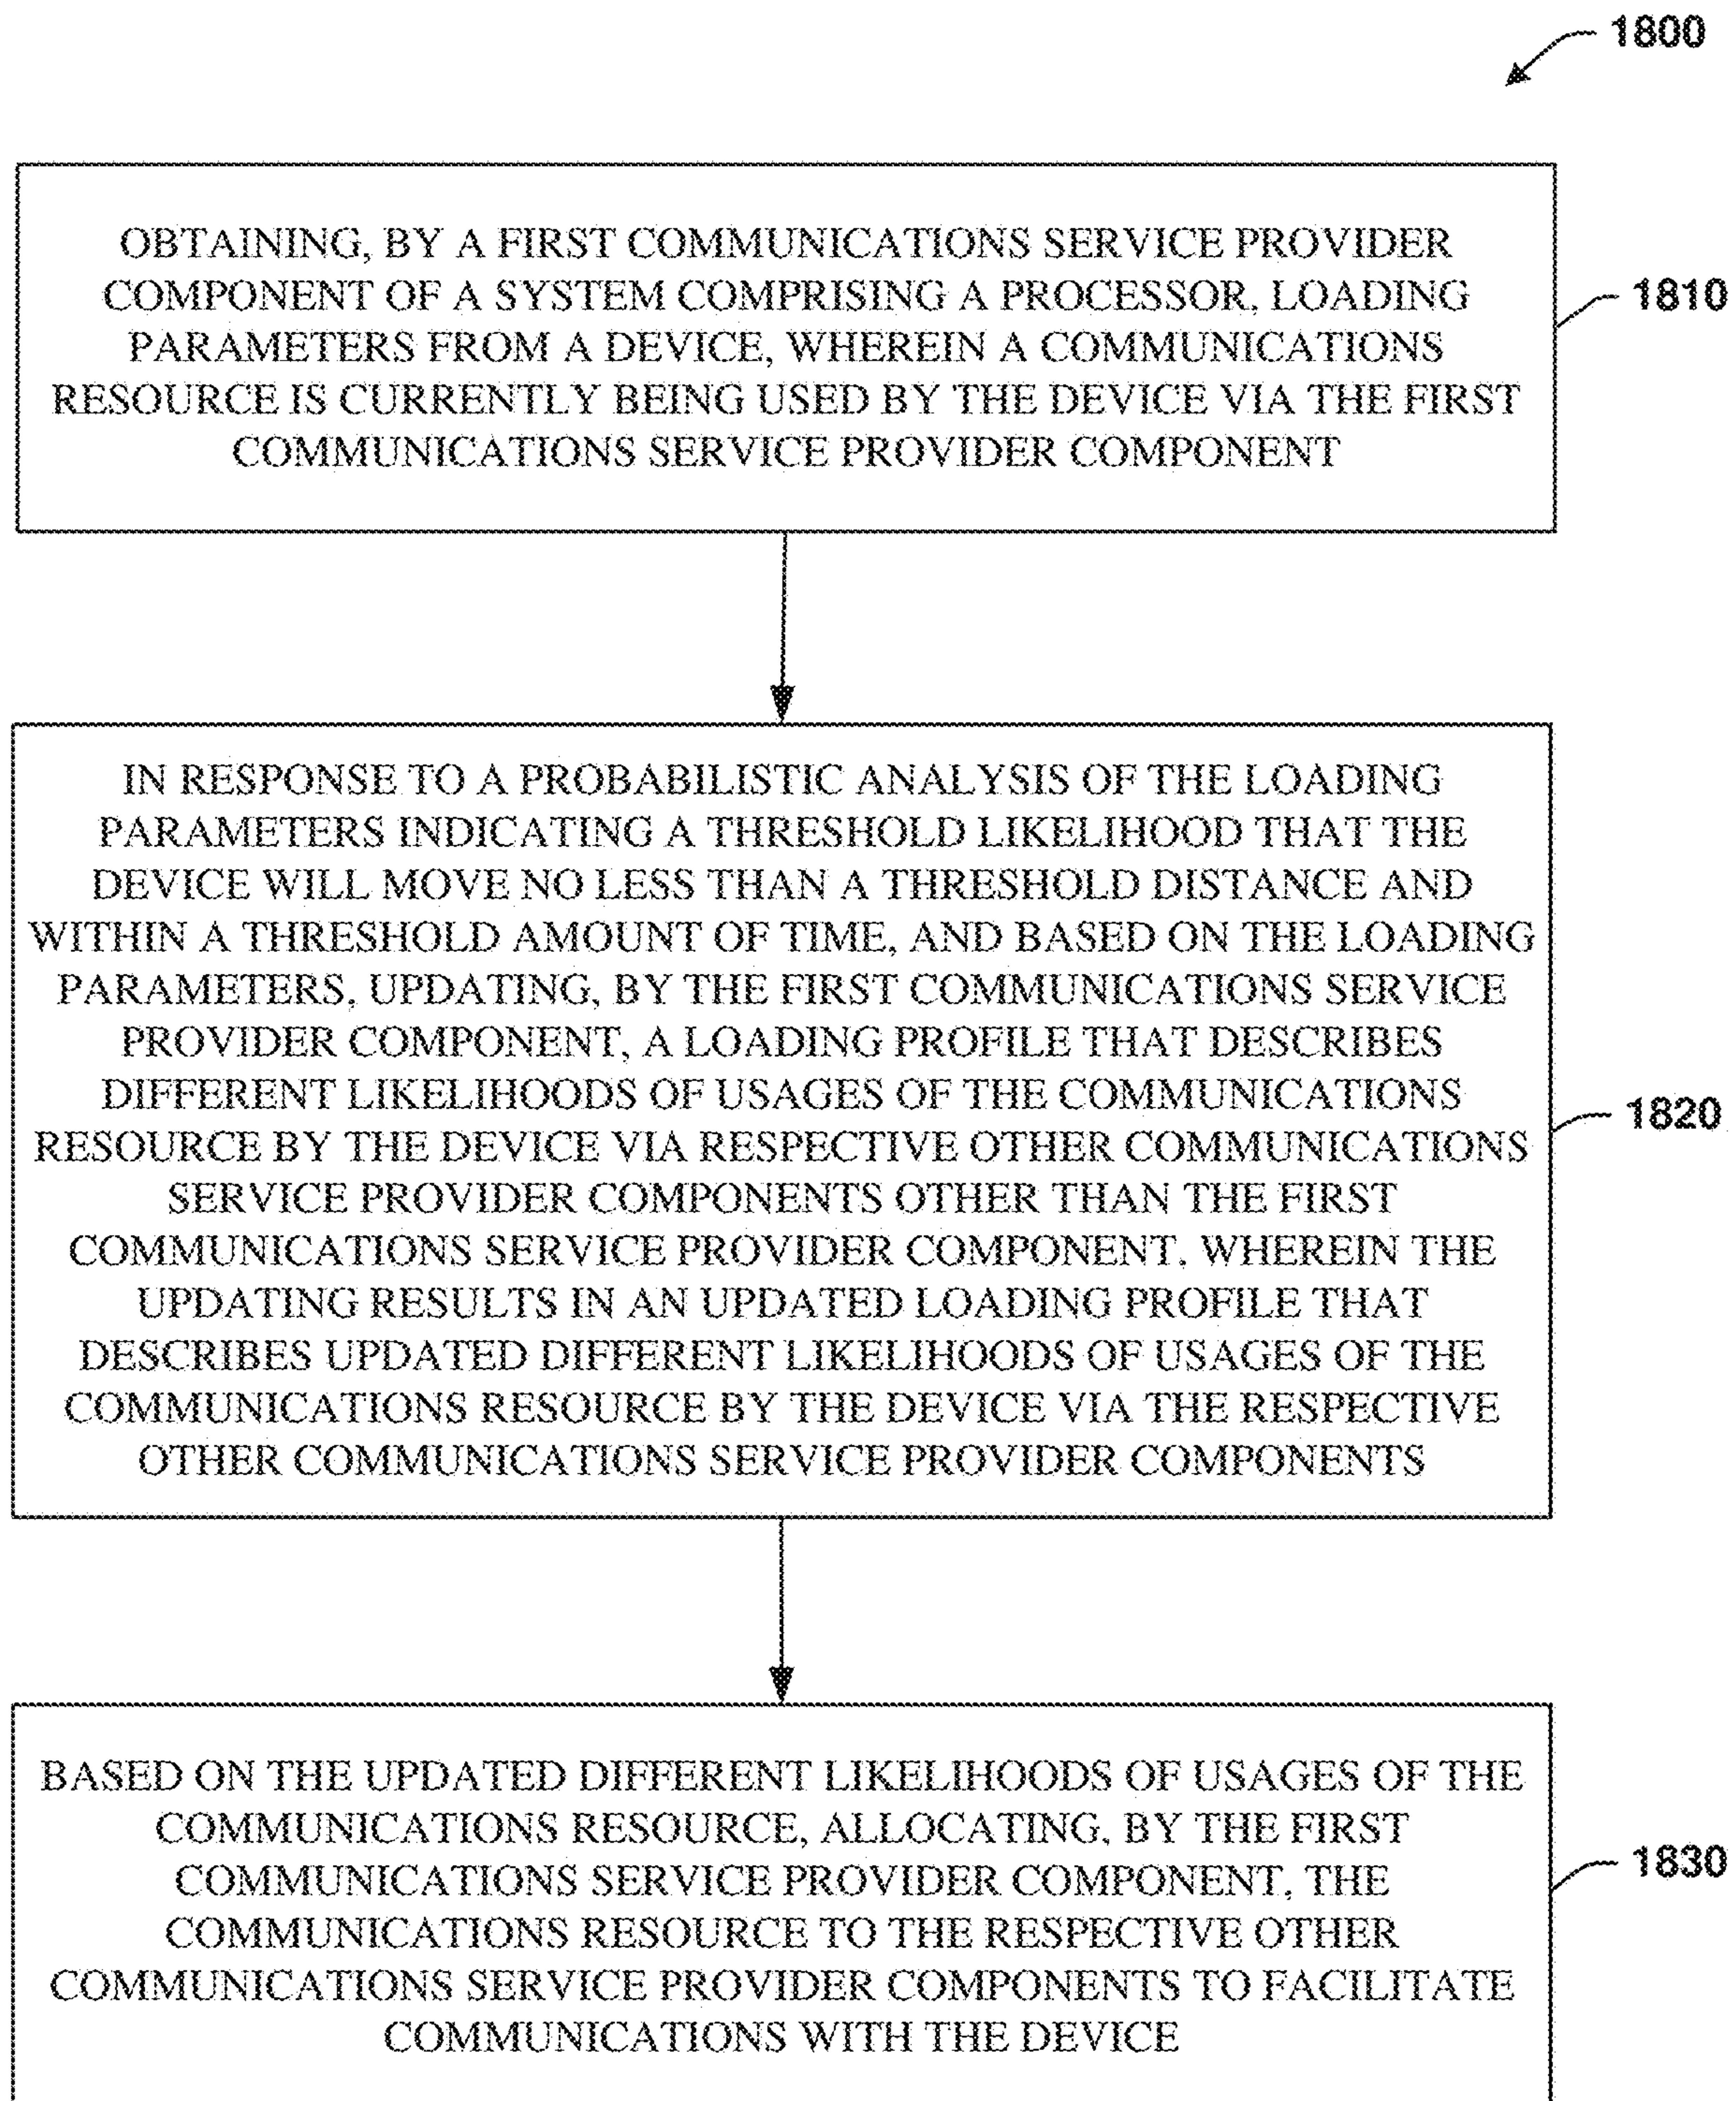 1800
OBTAINING, BY A FIRST COMMUNICATIONS SERVICE PROVIDER
COMPONENT OF A SYSTEM COMPRISING A PROCESSOR, LOADING
PARAMETERS FROM A DEVICE, WHEREIN A COMMUNICATIONS
RESOURCE IS CURRENTLY BEING USED BY THE DEVICE VIA THE FIRST
COMMUNICATIONS SERVICE PROVIDER COMPONENT
1810
IN RESPONSE TO A PROBABILISTIC ANALYSIS OF THE LOADING
PARAMETERS INDICATING A THRESHOLD LIKELIHOOD THAT THE
DEVICE WILL MOVE NO LESS THAN A THRESHOLD DISTANCE AND
WITHIN A THRESHOLD AMOUNT OF TIME, AND BASED ON THE LOADING
PARAMETERS, UPDATING, BY THE FIRST COMMUNICATIONS SERVICE
PROVIDER COMPONENT, A LOADING PROFILE THAT DESCRIBES
DIFFERENT LIKELIHOODS OF USAGES OF THE COMMUNICATIONS
RESOURCE BY THE DEVICE VIA RESPECTIVE OTHER COMMUNICATIONS
SERVICE PROVIDER COMPONENTS OTHER THAN THE FIRST
COMMUNICATIONS SERVICE PROVIDER COMPONENT, WHEREIN THE
UPDATING RESULTS IN AN UPDATED LOADING PROFILE THAT
DESCRIBES UPDATED DIFFERENT LIKELIHOODS OF USAGES OF THE
COMMUNICATIONS RESOURCE BY THE DEVICE VIA THE RESPECTIVE
OTHER COMMUNICATIONS SERVICE PROVIDER COMPONENTS
1820
BASED ON THE UPDATED DIFFERENT LIKELIHOODS OF USAGES OF THE
COMMUNICATIONS RESOURCE, ALLOCATING, BY THE FIRST
COMMUNICATIONS SERVICE PROVIDER COMPONENT, THE
COMMUNICATIONS RESOURCE TO THE RESPECTIVE OTHER
COMMUNICATIONS SERVICE PROVIDER COMPONENTS TO FACILITATE
COMMUNICATIONS WITH THE DEVICE
1830